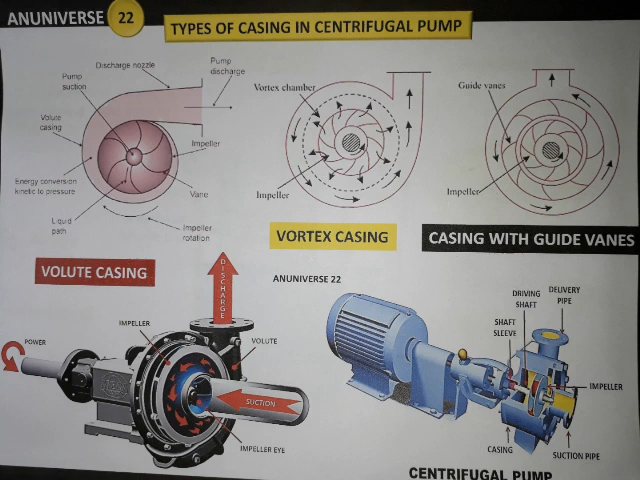 ANUNIVERSE 22
TYPES OF CASING IN CENTRIFUGAL PUMP
Discharge nozzle
Pump
discharge
Pump
suction
Volute
casing
Impeller
Energy conversion
kinetic to pressure
Vane
Liquid
path
Impeller
rotation
Vortex chamber
Impeller
Guide vanes
Impeller
VOLUTE CASING
VORTEX CASING
CASING WITH GUIDE VANES
ANUNIVERSE 22
DISCHARGE
IMPELLER
VOLUTE
POWER
SUCTION
IMPELLER EYE
DRIVING
SHAFT
DELIVERY
PIPE
SHAFT
SLEEVE
IMPELLER
CASING
SUCTION PIPE
CENTRIFUGAL PUMP